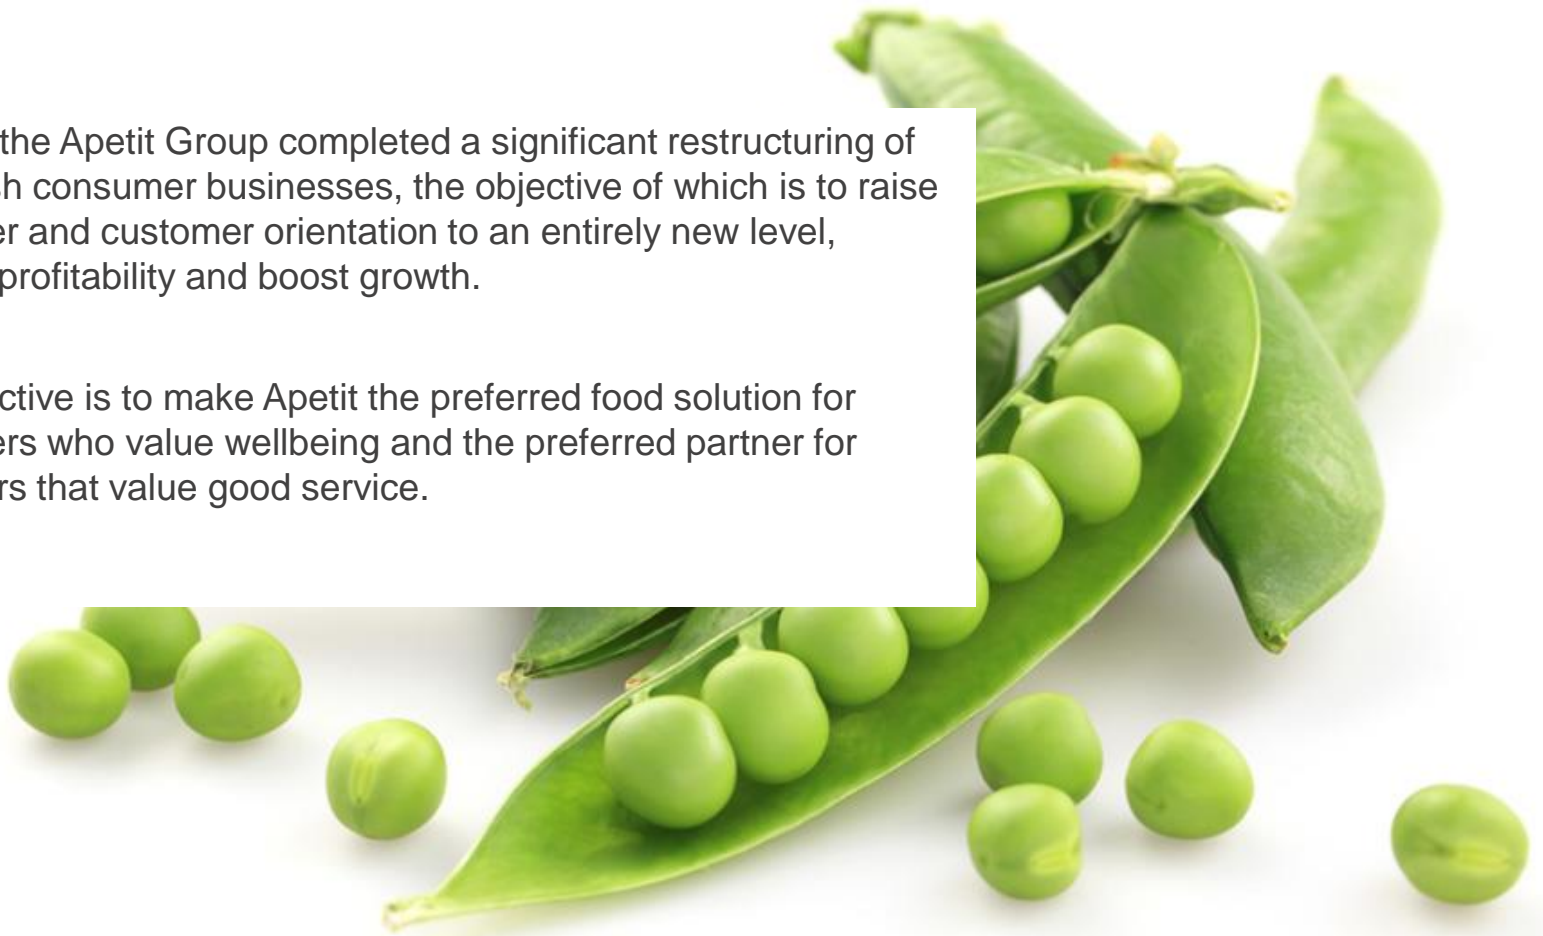 the Apetit Group completed a significant restructuring of
sh consumer businesses, the objective of which is to raise
er and customer orientation to an entirely new level,
profitability and boost growth.
ctive is to make Apetit the preferred food solution for
ers who value wellbeing and the preferred partner for
rs that value good service.